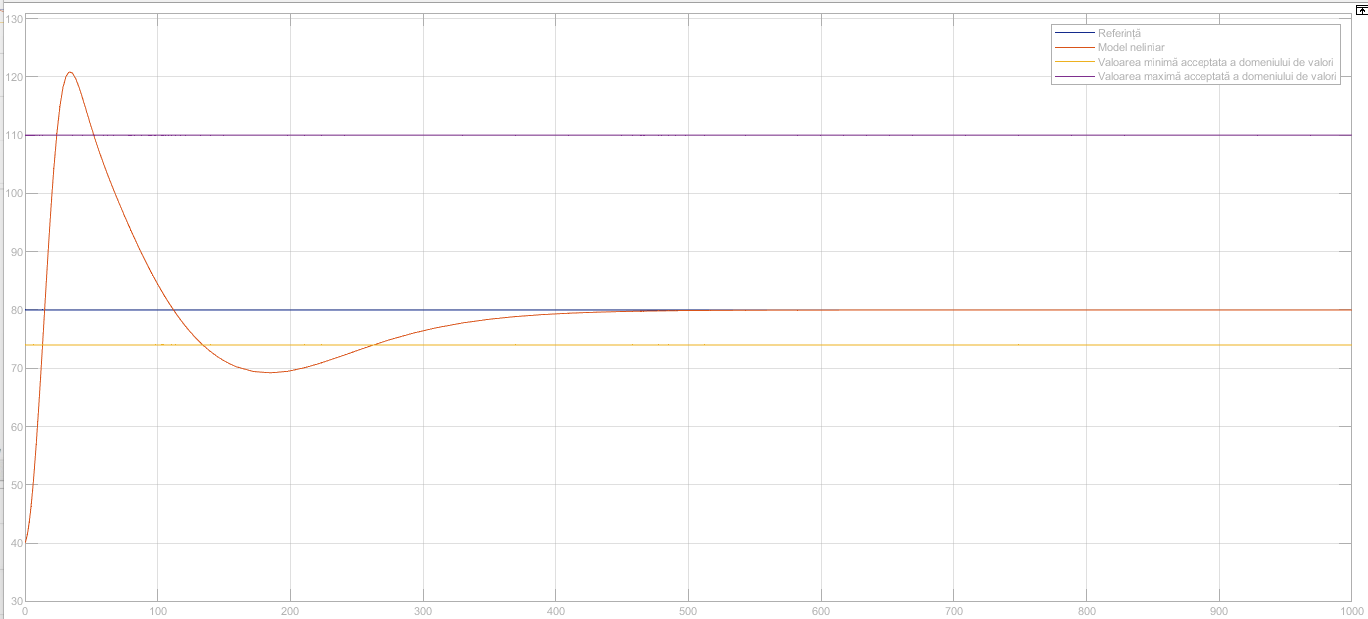 130
120
110
100
90
80
70
60
50
40
30
0 100 200 300 400 500 600 700 800 900 1000
Referință
Model neliniar
Valoarea minimă acceptata a domeniului de valori
Valoarea maximă acceptată a domeniului de valori